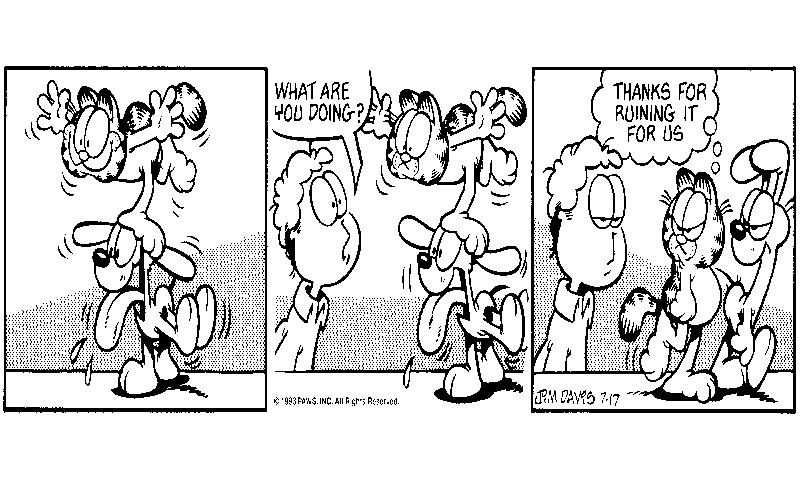 WHAT ARE
YOU DOING?
© 1993 PAWS, INC. All Rights Reserved.
THANKS FOR
RUINING IT
FOR US
JIM DAVIS 7-17